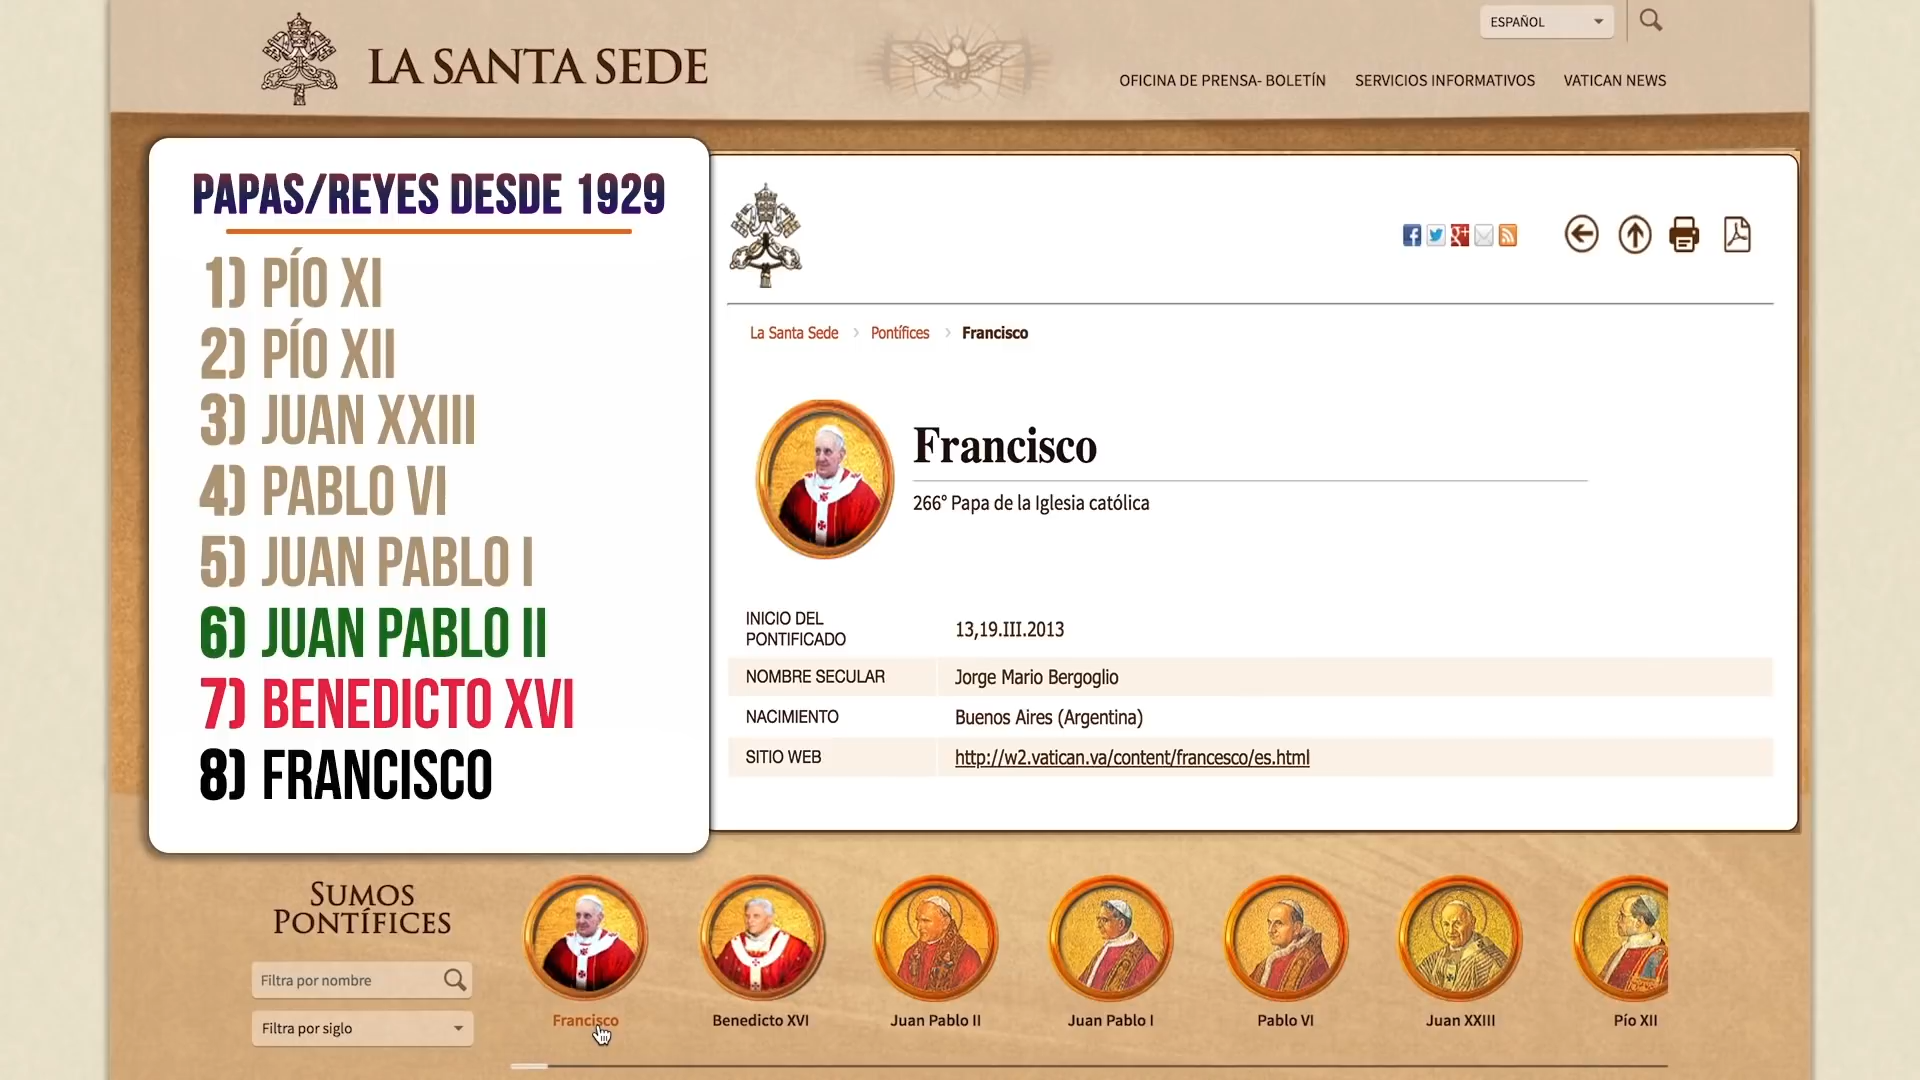 ESPAÑOL
LA SANTA SEDE
OFICINA DE PRENSA- BOLETÍN SERVICIOS INFORMATIVOS VATICAN NEWS
PAPAS/REYES DESDE 1929
1) PÍO XI
2) PÍO XII
3) JUAN XXIII
4) PABLO VI
5) JUAN PABLO I
6) JUAN PABLO II
7) BENEDICTO XVI
8) FRANCISCO
La Santa Sede Pontífices Francisco
Francisco
266° Papa de la Iglesia católica
INICIO DEL
PONTIFICADO
13,19.III.2013
NOMBRE SECULAR Jorge Mario Bergoglio
NACIMIENTO Buenos Aires (Argentina)
SITIO WEB http://w2.vatican.va/content/francesco/es.html
SUMOS
PONTÍFICES
Filtra por nombre
Filtra por siglo
Francisco Benedicto XVI Juan Pablo II Juan Pablo I Pablo VI Juan XXIII Pío XII